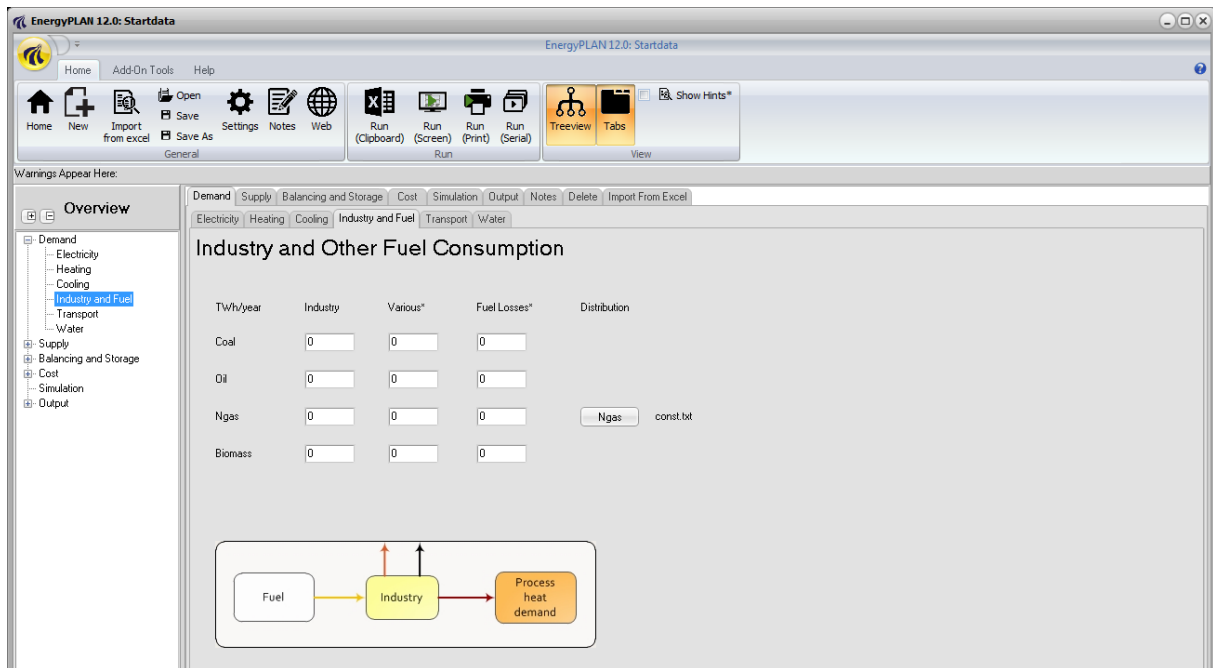 EnergyPLAN 12.0: Startdata
EnergyPLAN 12.0: Startdata
Home Add-On Tools Help
Home New Import from excel Open Save Save As Settings Notes Web Run (Clipboard) Run (Screen) Run (Print) Run (Serial) Treeview Tabs Show Hints*
General Run View
Warnings Appear Here:
Overview
Demand
Electricity
Heating
Cooling
Industry and Fuel
Transport
Water
Supply
Balancing and Storage
Cost
Simulation
Output
Demand Supply Balancing and Storage Cost Simulation Output Notes Delete Import From Excel
Electricity Heating Cooling Industry and Fuel Transport Water
Industry and Other Fuel Consumption
TWh/year Industry Various* Fuel Losses* Distribution
Coal 0 0 0
Oil 0 0 0
Ngas 0 0 0 Ngas const.txt
Biomass 0 0 0
Fuel Industry Process heat demand